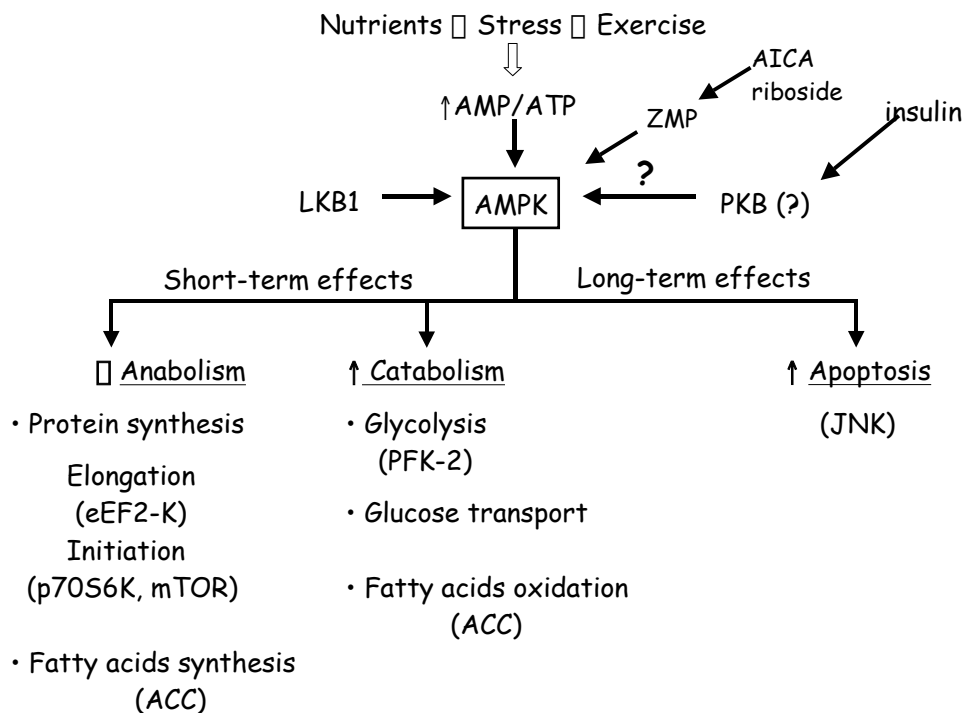 Nutrients □ Stress □ Exercise
AICA
riboside
↑AMP/ATP
ZMP
insulin
?
LKB1
AMPK
PKB (?)
Short-term effects
Long-term effects
□ Anabolism
↑ Catabolism
↑ Apoptosis
• Protein synthesis
Elongation
(eEF2-K)
Initiation
(p70S6K, mTOR)
• Fatty acids synthesis
(ACC)
• Glycolysis
(PFK-2)
• Glucose transport
• Fatty acids oxidation
(ACC)
(JNK)